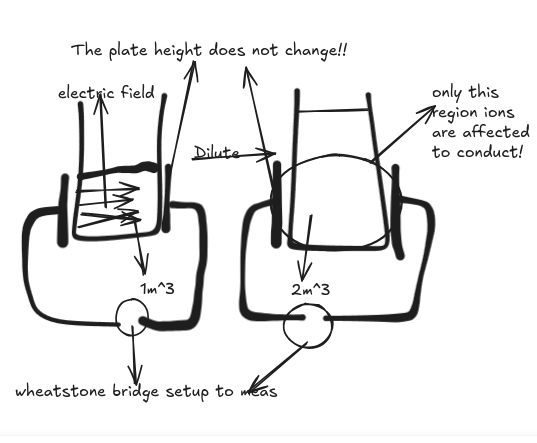 The plate height does not change!!
electric field
only this
region ions
are affected
to conduct!
Dilute
1m^3
2m^3
wheatstone bridge setup to meas